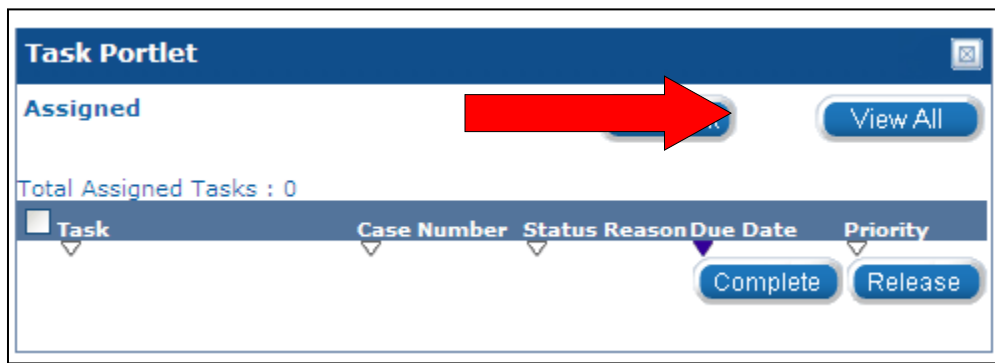 Task Portlet
Assigned
View All
Total Assigned Tasks : 0
Task Case Number Status Reason Due Date Priority
Complete Release